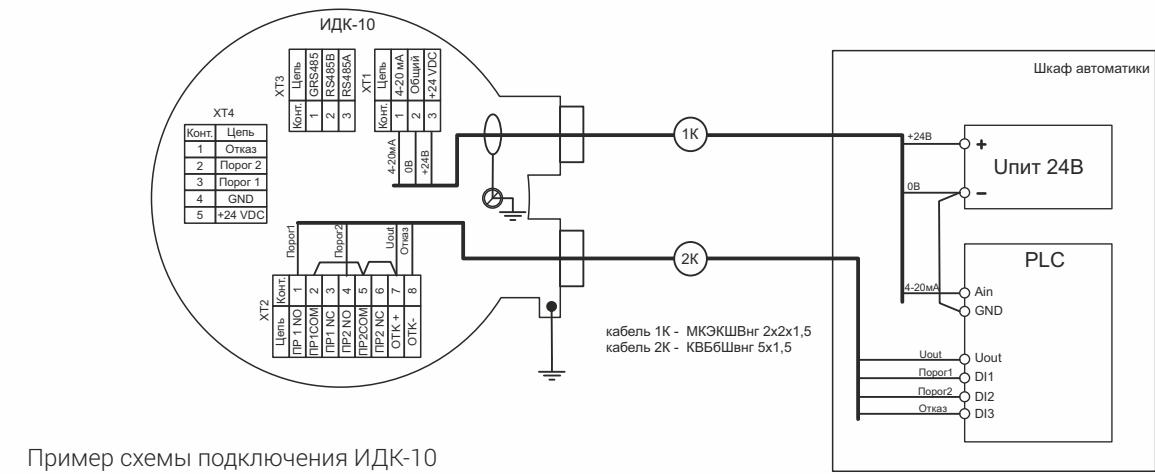 ИДК-10
Шкаф автоматики
XT3
Конт. Цепь
1 GRS485
2 RS485B
3 RS485A
XT1
Конт. Цепь
1 4-20 мА
2 Общий
3 +24 VDC
4-20мА
0В
+24В
XT4
Конт. Цепь
1 Отказ
2 Порог 2
3 Порог 1
4 GND
5 +24 VDC
1К
+24В
+
Uпит 24В
0В
–
Порог1
Порог2
Uout
Отказ
2К
PLC
4-20мА
Ain
GND
XT2
Конт. 1 2 3 4 5 6 7 8
Цепь ПР 1 NO ПР1COM ПР1 NC ПР2 NO ПР2COM ПР2 NC ОТК + ОТК-
кабель 1К - МКЭКШВнг 2х2х1,5
кабель 2К - КВБбШвнг 5х1,5
Uout Uout
Порог1 DI1
Порог2 DI2
Отказ DI3
Пример схемы подключения ИДК-10